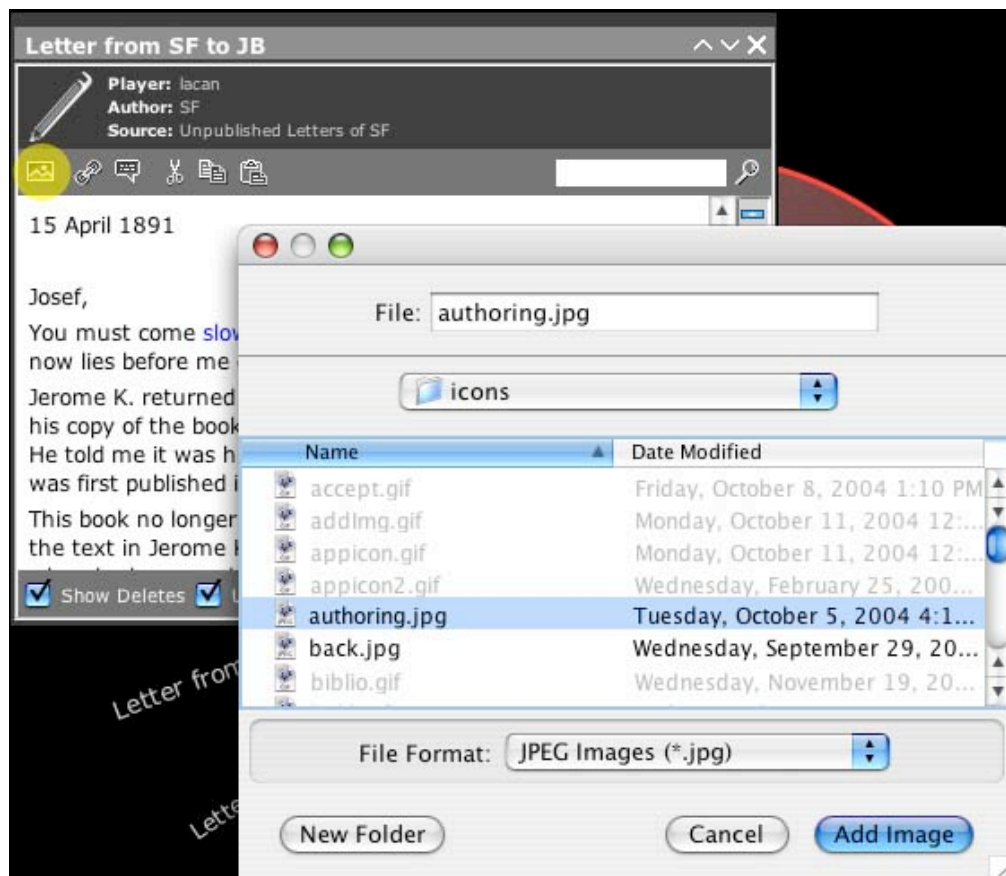 Letter from SF to JB
Player: lacan
Author: SF
Source: Unpublished Letters of SF
15 April 1891
Josef,
You must come slow
now lies before me
Jerome K. returned
his copy of the book
He told me it was h
was first published i
This book no longer
the text in Jerome
Show Deletes
File: authoring.jpg
icons
Name Date Modified
accept.gif Friday, October 8, 2004 1:10 PM
addImg.gif Monday, October 11, 2004 12:...
appicon.gif Monday, October 11, 2004 12:...
appicon2.gif Wednesday, February 25, 200...
authoring.jpg Tuesday, October 5, 2004 4:1...
back.jpg Wednesday, September 29, 20...
biblio.gif Wednesday, November 19, 20...
File Format: JPEG Images (*.jpg)
New Folder Cancel Add Image
Letter from
Lette